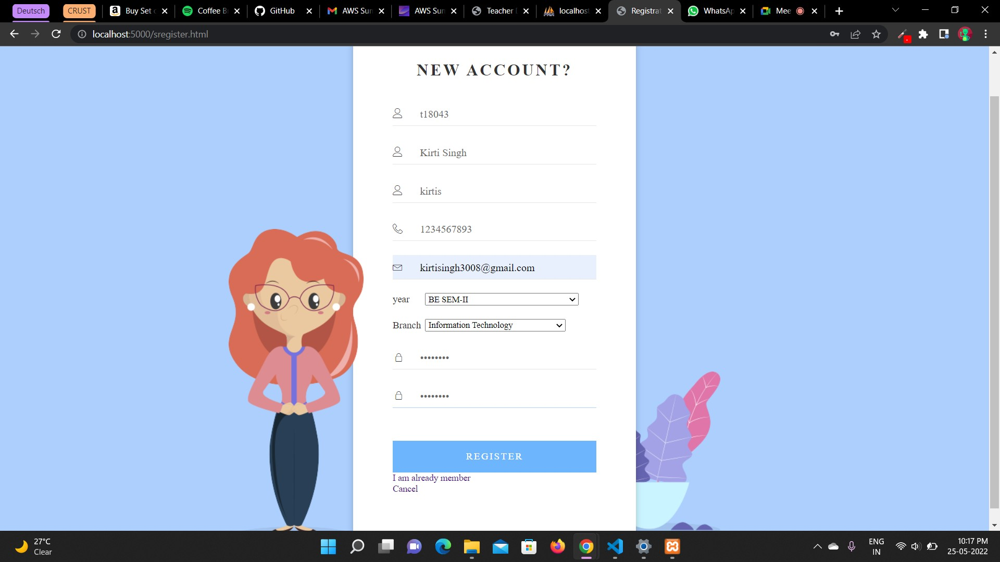 Deutsch
CRUST
Buy Set
Coffee B
GitHub
AWS Sun
AWS Sun
Teacher
localhost
Registrat
WhatsAp
Mee
localhost:5000/sregister.html
NEW ACCOUNT?
t18043
Kirti Singh
kirtis
1234567893
kirtisingh3008@gmail.com
year BE SEM-II
Branch Information Technology
••••••••
••••••••
REGISTER
I am already member
Cancel
27°C
Clear
ENG
IN
10:17 PM
25-05-2022